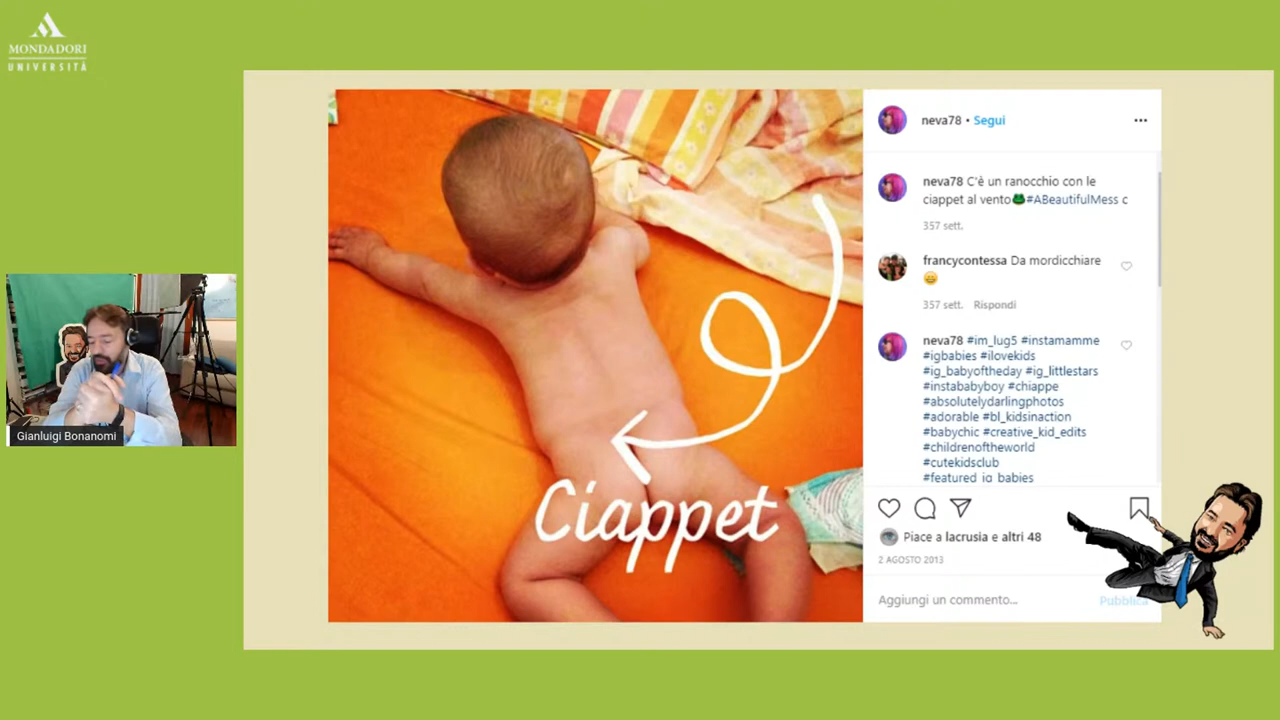 MONDADORI
UNIVERSITÀ
Gianluigi Bonanomi
Ciappet
neva78 • Segui
neva78 C'è un ranocchio con le
ciappet al vento🐸#ABeautifulMess c
357 sett.
francycontessa Da mordicchiare
😄
357 sett. Rispondi
neva78 #im_lug5 #instamamme
#igbabies #ilovekids
#ig_babyoftheday #ig_littlestars
#instababyboy #chiappe
#absolutelydarlingphotos
#adorable #bl_kidsinaction
#babychic #creative_kid_edits
#childrenoftheworld
#cutekidsclub
#featured_ig_babies
Piace a lacrusia e altri 48
2 AGOSTO 2013
Aggiungi un commento...
Pubblica